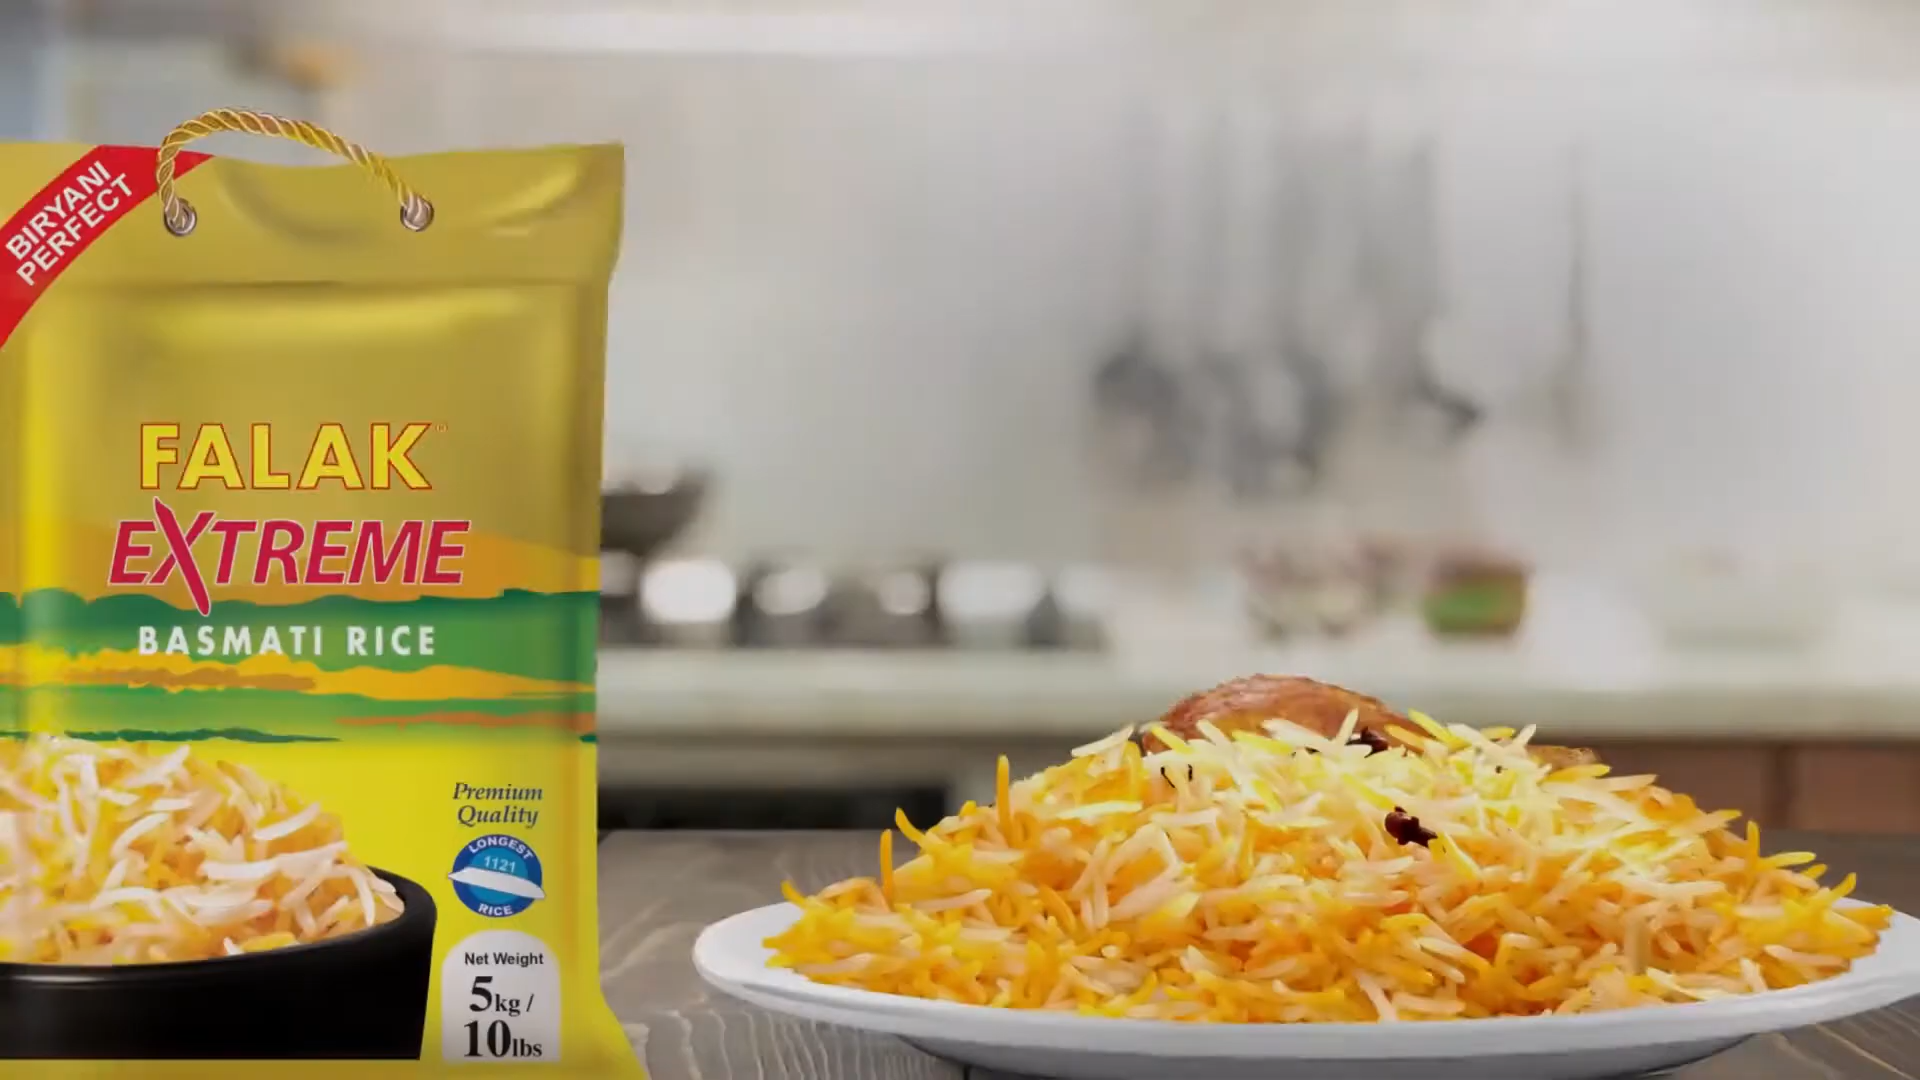 BIRYANI
PERFECT
FALAK®
EXTREME
BASMATI RICE
Premium
Quality
LONGEST
1121
RICE
Net Weight
5kg /
10lbs